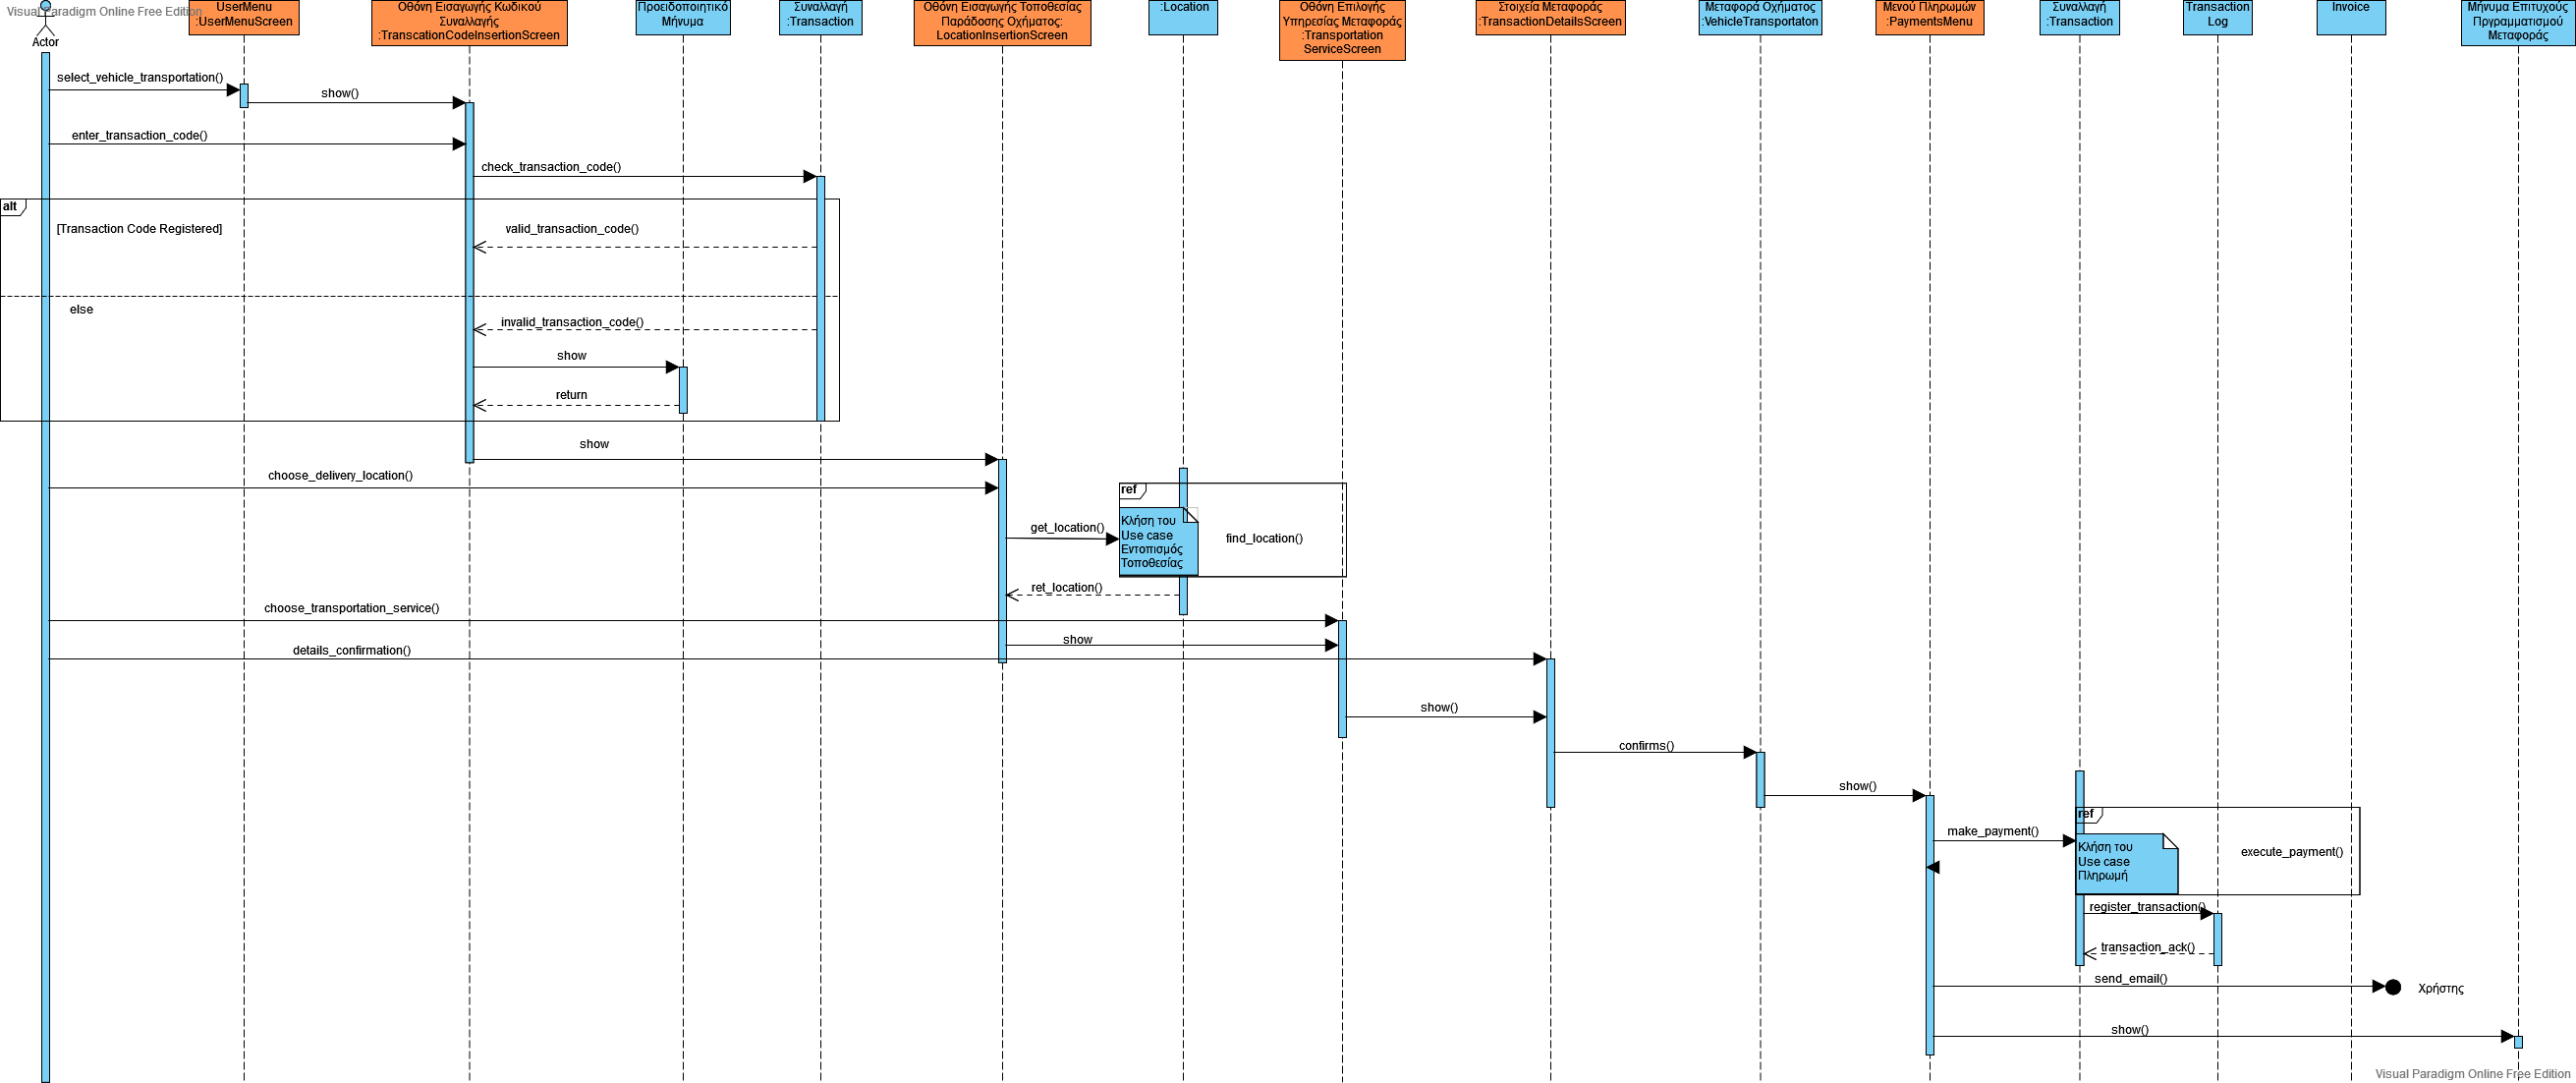 Visual Paradigm Online Free Edition
Actor
UserMenu
:UserMenuScreen
Οθόνη Εισαγωγής Κωδικού
Συναλλαγής
:TranscationCodeInsertionScreen
Προειδοποιητικό
Μήνυμα
Συναλλαγή
:Transaction
Οθόνη Εισαγωγής Τοποθεσίας
Παράδοσης Οχήματος:
LocationInsertionScreen
:Location
Οθόνη Επιλογής
Υπηρεσίας Μεταφοράς
:Transportation
ServiceScreen
Στοιχεία Μεταφοράς
:TransactionDetailsScreen
Μεταφορά Οχήματος
:VehicleTransportaton
Μενού Πληρωμών
:PaymentsMenu
Συναλλαγή
:Transaction
Transaction
Log
Invoice
Μήνυμα Επιτυχούς
Πργραμματισμού
Μεταφοράς
select_vehicle_transportation()
show()
enter_transaction_code()
check_transaction_code()
alt
[Transaction Code Registered]
valid_transaction_code()
else
invalid_transaction_code()
show
return
show
choose_delivery_location()
ref
get_location()
Κλήση του
Use case
Εντοπισμός
Τοποθεσίας
find_location()
ret_location()
choose_transportation_service()
show
details_confirmation()
show()
confirms()
show()
ref
make_payment()
Κλήση του
Use case
Πληρωμή
execute_payment()
register_transaction()
transaction_ack()
send_email()
Χρήστης
show()
Visual Paradigm Online Free Edition